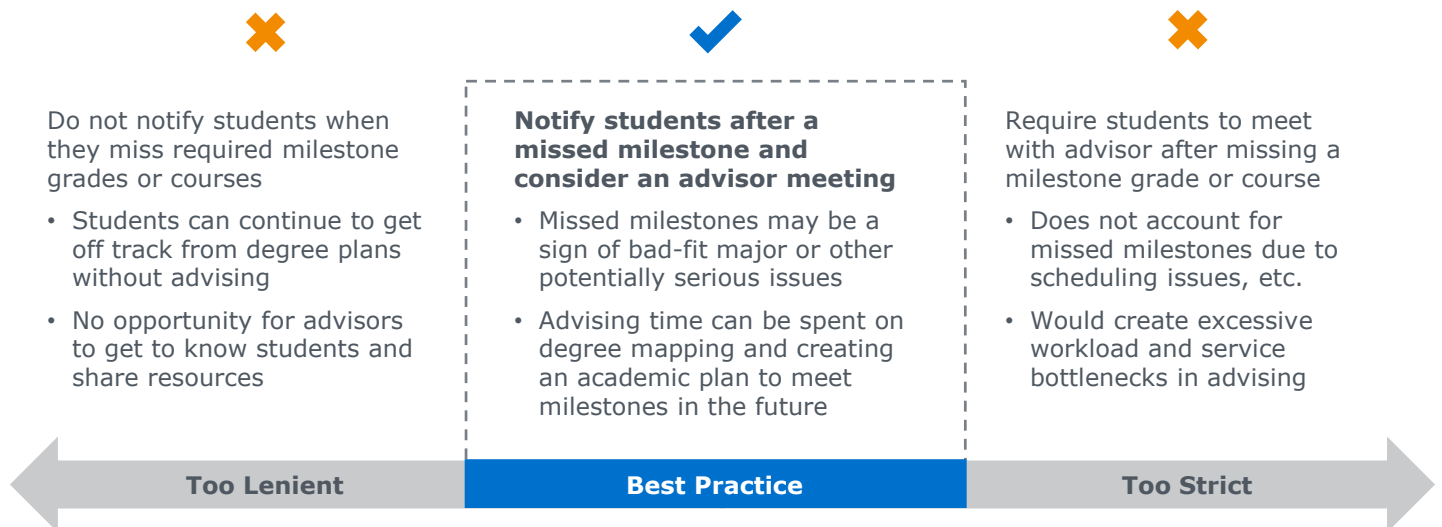 Do not notify students when
they miss required milestone
grades or courses
• Students can continue to get
off track from degree plans
without advising
• No opportunity for advisors
to get to know students and
share resources
Notify students after a
missed milestone and
consider an advisor meeting
• Missed milestones may be a
sign of bad-fit major or other
potentially serious issues
• Advising time can be spent on
degree mapping and creating
an academic plan to meet
milestones in the future
Require students to meet
with advisor after missing a
milestone grade or course
• Does not account for
missed milestones due to
scheduling issues, etc.
• Would create excessive
workload and service
bottlenecks in advising
Too Lenient
Best Practice
Too Strict